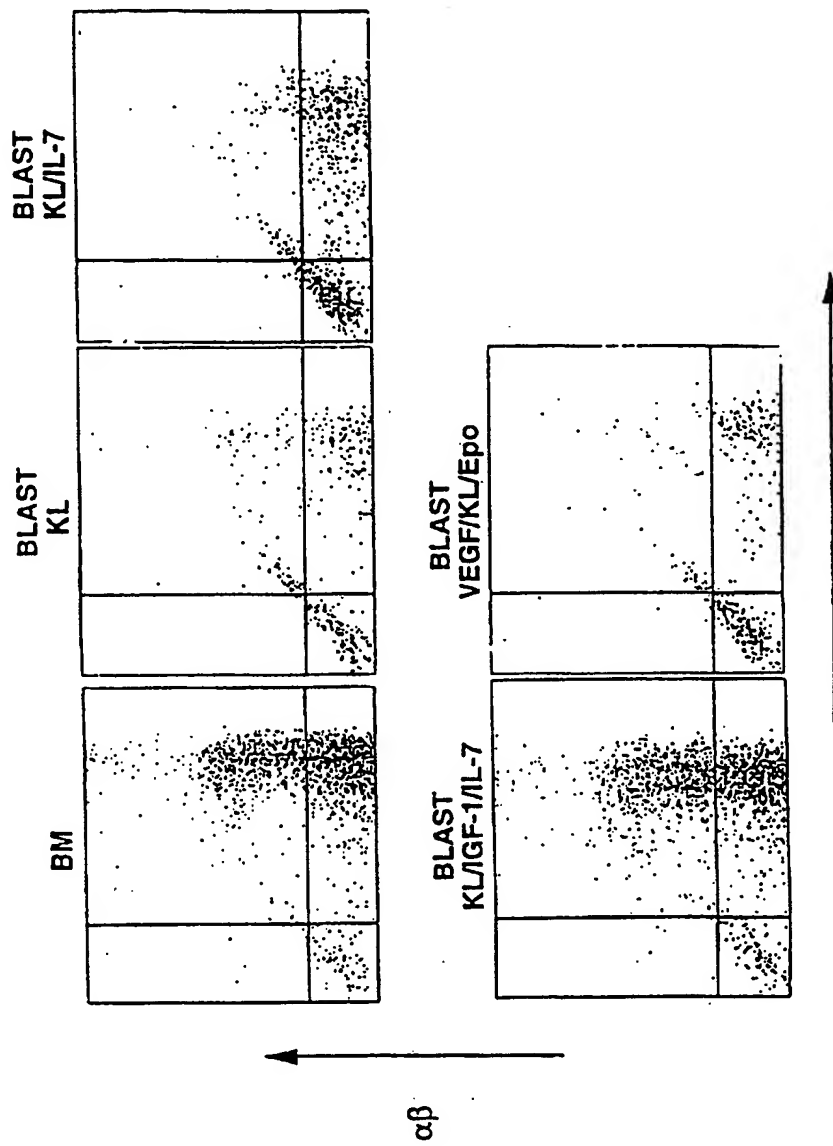 BM
BLAST
KL
BLAST
KL/IL-7
BLAST
KL/IGF-1/IL-7
BLAST
VEGF/KL/Epo
αβ